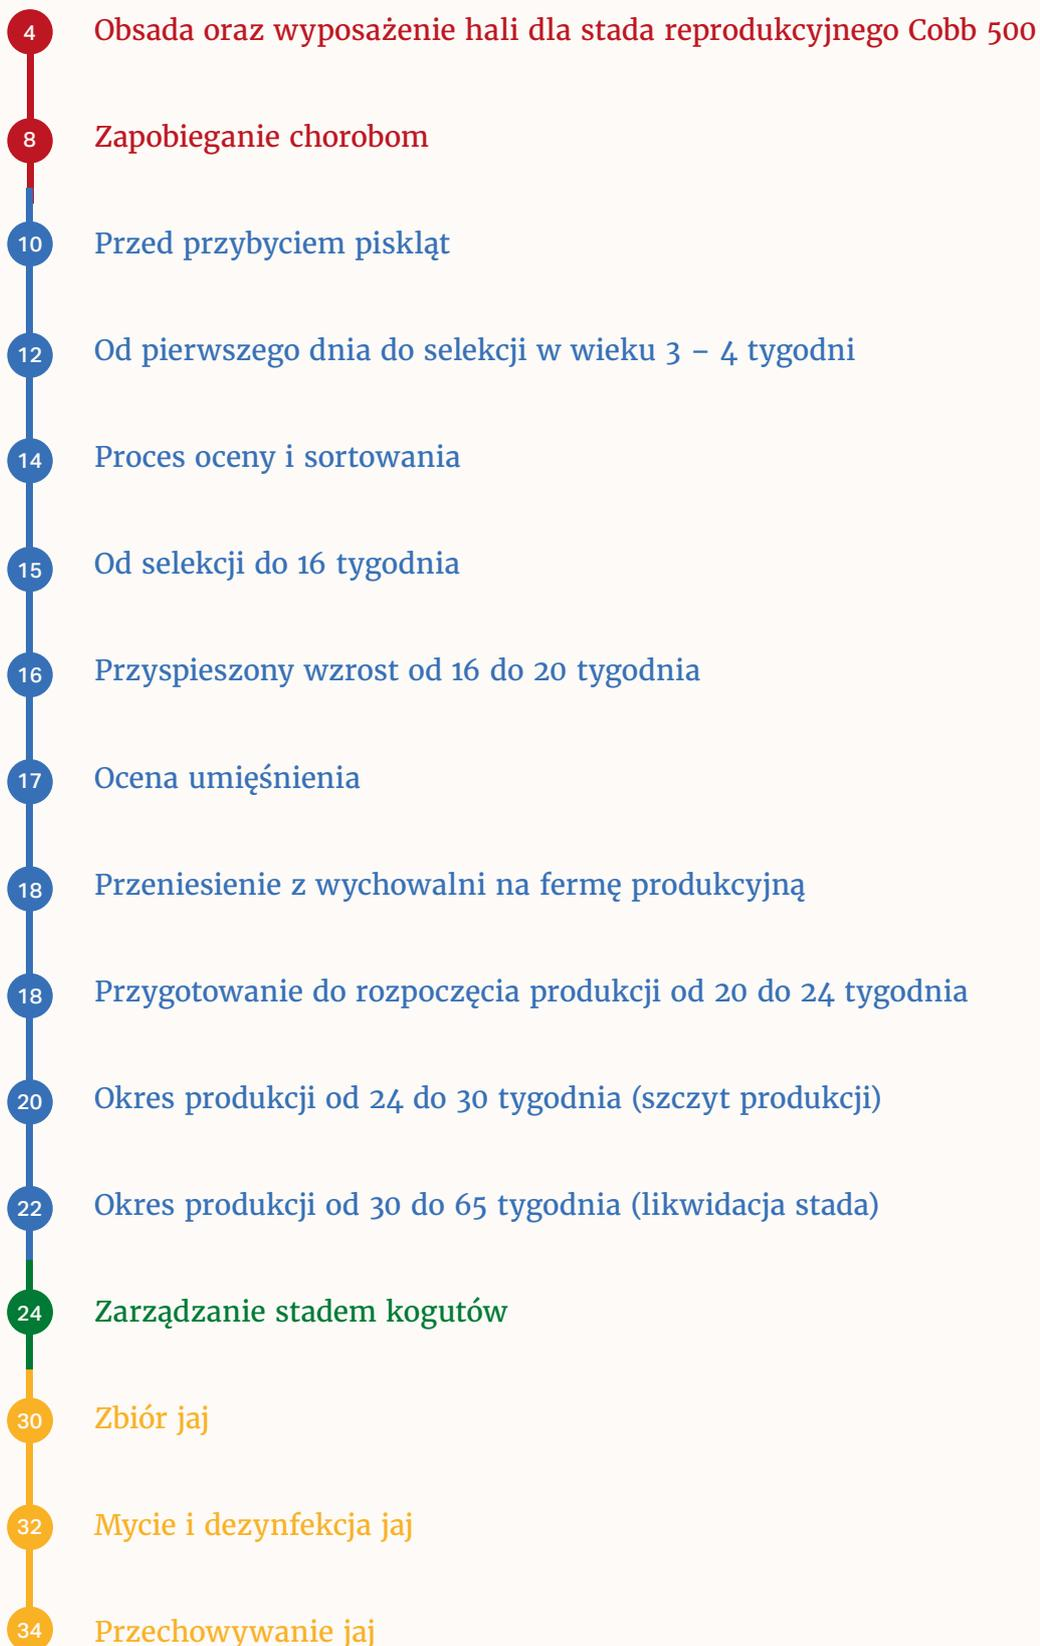 4 Obsada oraz wyposażenie hali dla stada reprodukcyjnego Cobb 500
8 Zapobieganie chorobom
10 Przed przybyciem piskląt
12 Od pierwszego dnia do selekcji w wieku 3 – 4 tygodni
14 Proces oceny i sortowania
15 Od selekcji do 16 tygodnia
16 Przyspieszony wzrost od 16 do 20 tygodnia
17 Ocena umięśnienia
18 Przeniesienie z wychowalni na fermę produkcyjną
18 Przygotowanie do rozpoczęcia produkcji od 20 do 24 tygodnia
20 Okres produkcji od 24 do 30 tygodnia (szczyt produkcji)
22 Okres produkcji od 30 do 65 tygodnia (likwidacja stada)
24 Zarządzanie stadem kogutów
30 Zbiór jaj
32 Mycie i dezynfekcja jaj
34 Przechowywanie jaj